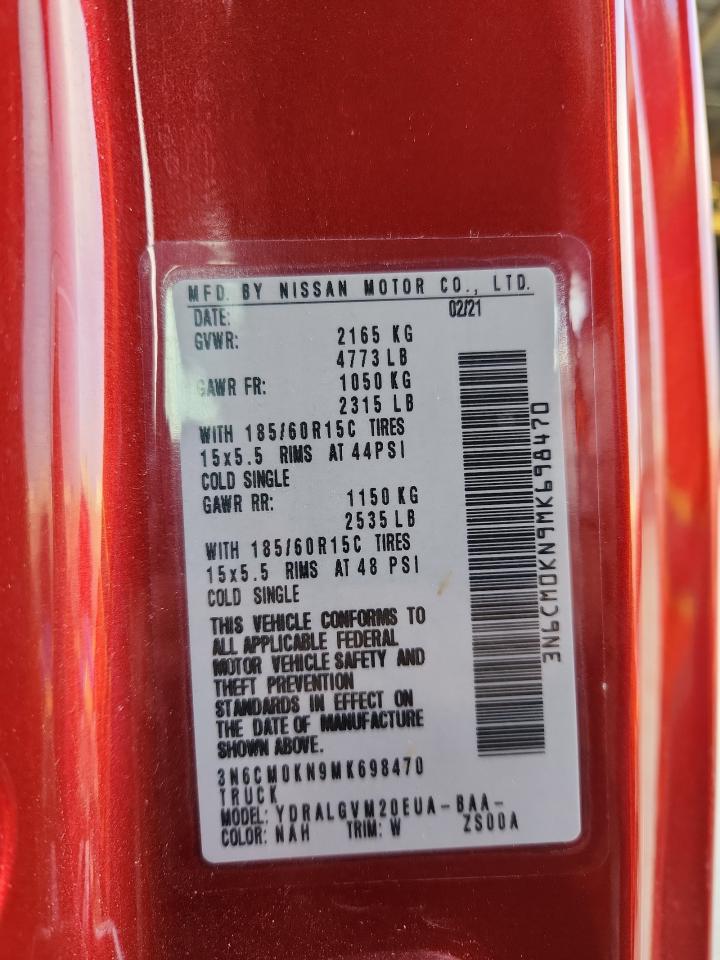 MFD. BY NISSAN MOTOR CO., LTD.
DATE: 02/21
GVWR: 2165 KG
4773 LB
GAWR FR: 1050 KG
2315 LB
WITH 185/60R15C TIRES
15x5.5 RIMS AT 44PSI
COLD SINGLE
GAWR RR: 1150 KG
2535 LB
WITH 185/60R15C TIRES
15x5.5 RIMS AT 48 PSI
COLD SINGLE
THIS VEHICLE CONFORMS TO
ALL APPLICABLE FEDERAL
MOTOR VEHICLE SAFETY AND
THEFT PREVENTION
STANDARDS IN EFFECT ON
THE DATE OF MANUFACTURE
SHOWN ABOVE.
3N6CM0KN9MK698470
TRUCK
MODEL: YDRALGVM20EUA-BAA-
ZS00A
COLOR: NAH TRIM: W
3N6CM0KN9MK698470